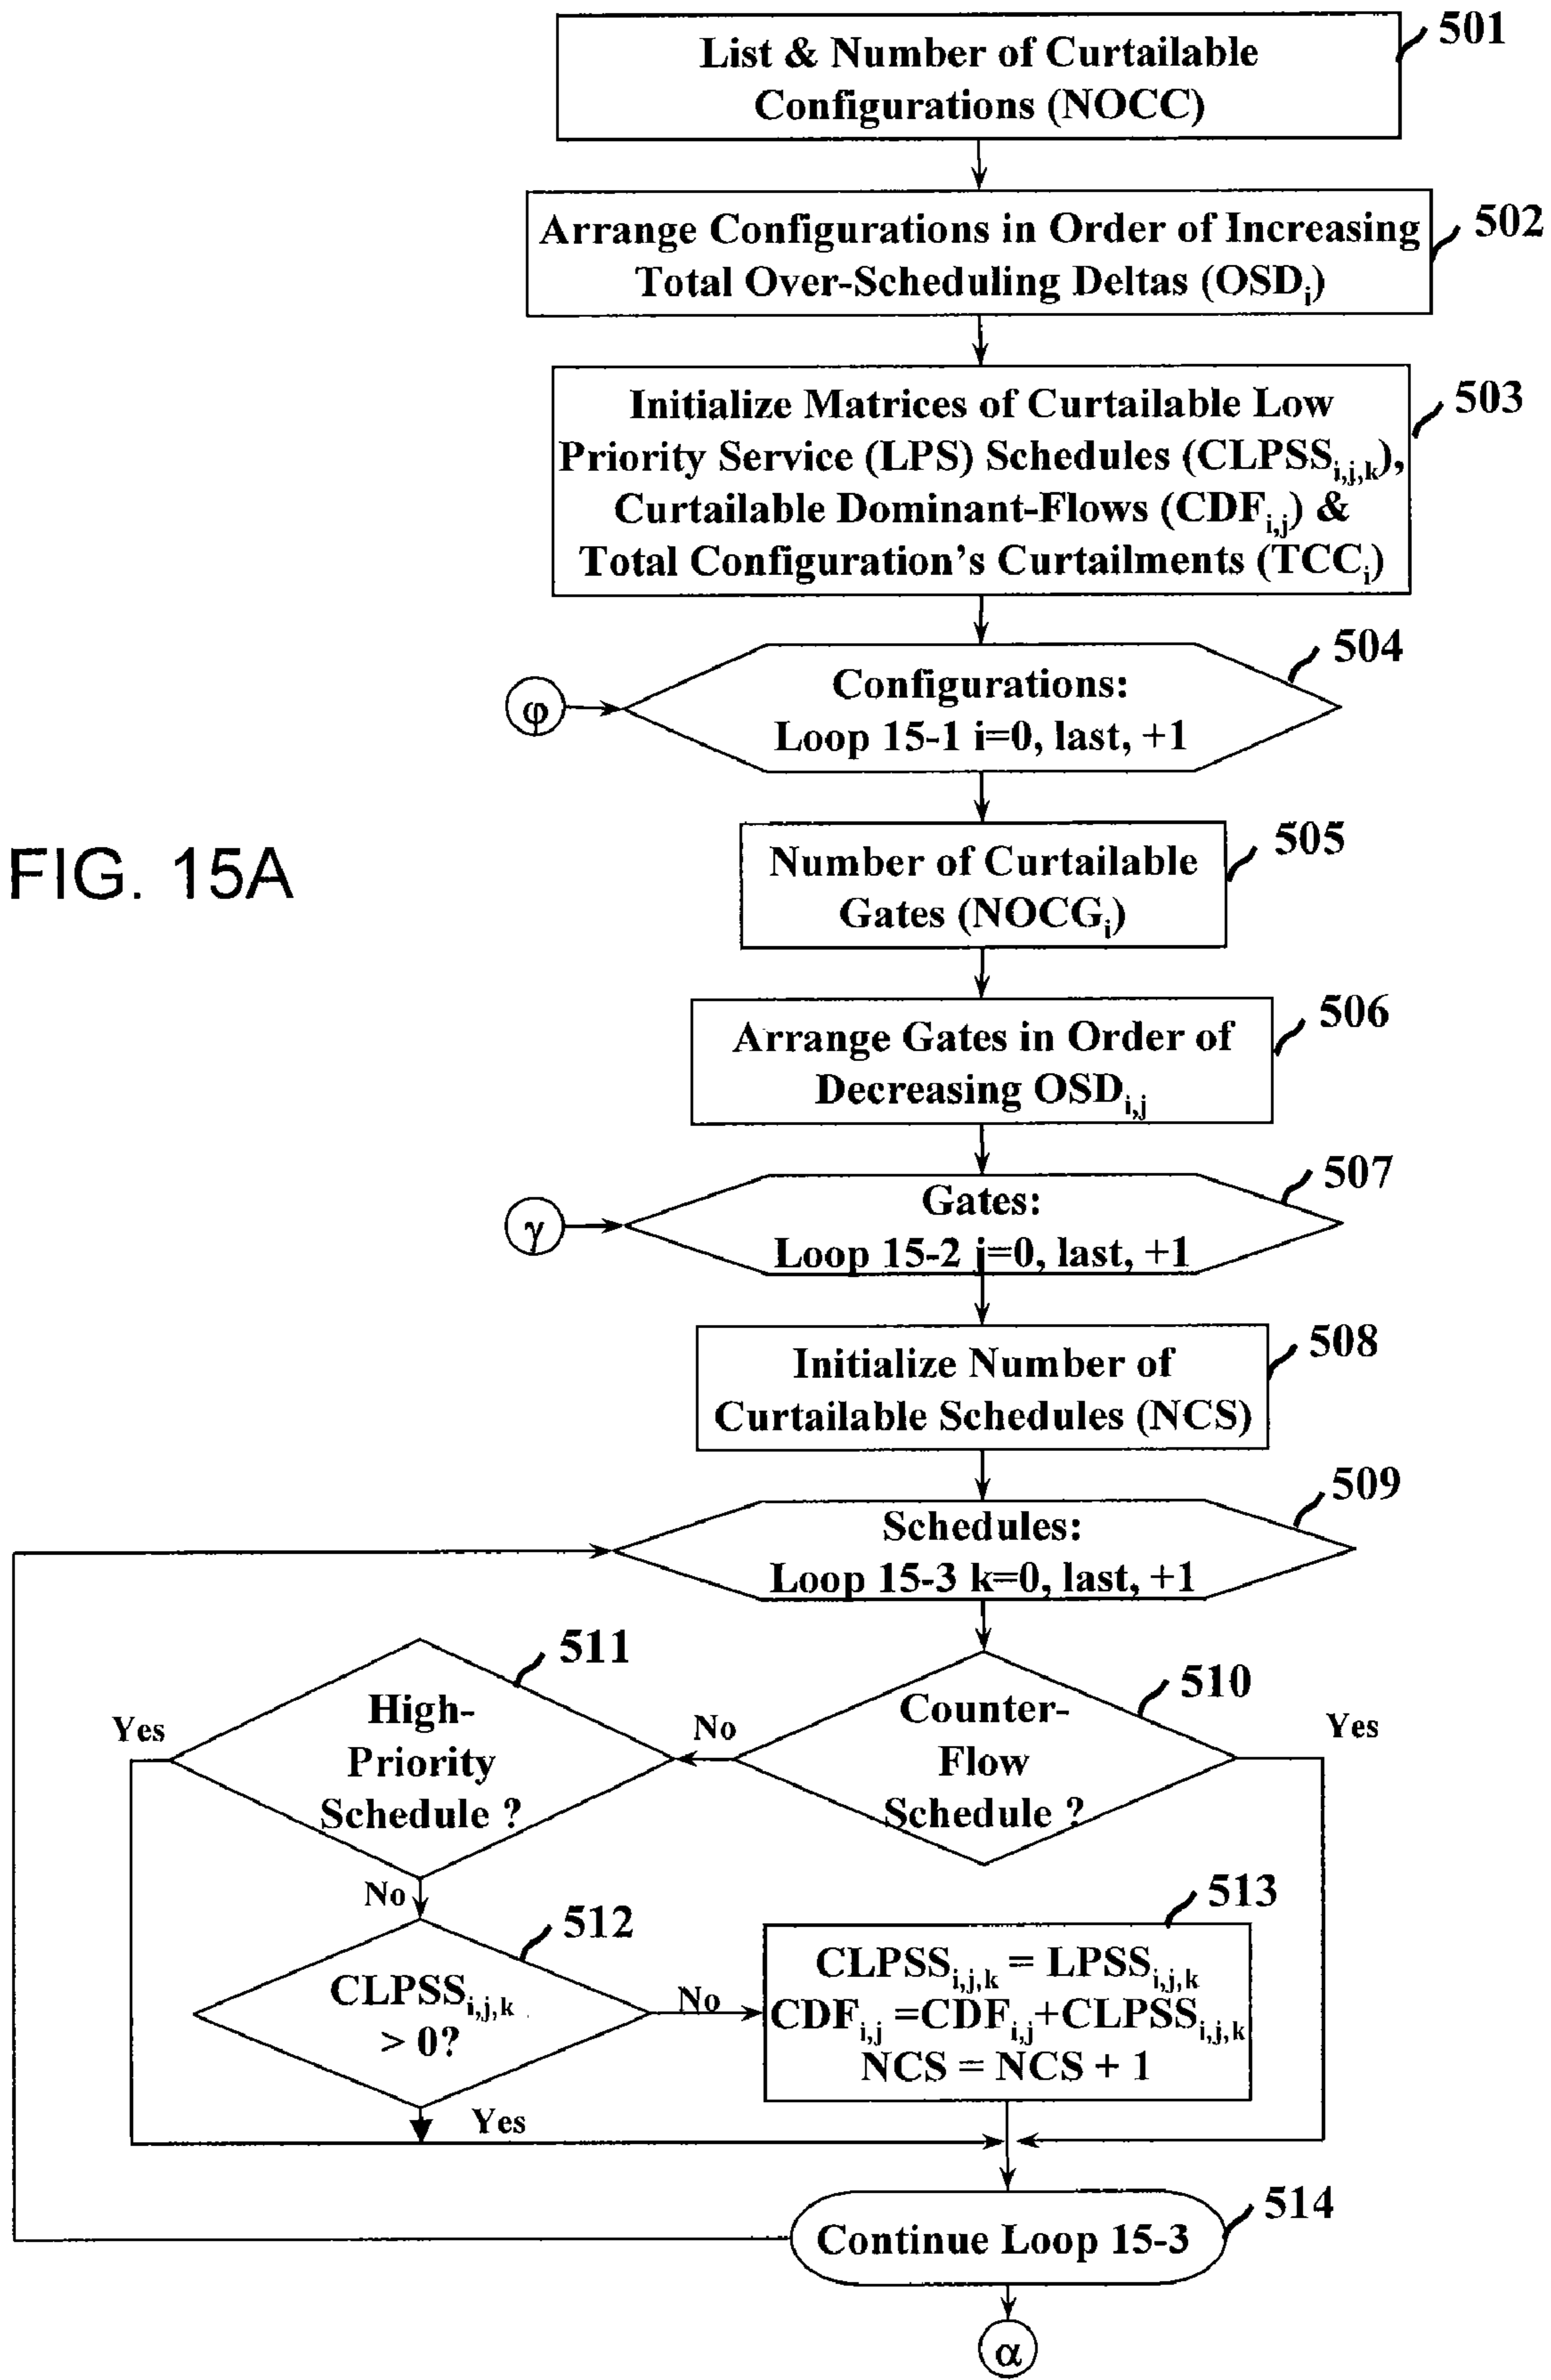 List & Number of Curtailable
Configurations (NOCC)
501
Arrange Configurations in Order of Increasing
Total Over-Scheduling Deltas (OSDi)
502
Initialize Matrices of Curtailable Low
Priority Service (LPS) Schedules (CLPSSi,j,k),
Curtailable Dominant-Flows (CDFi,j) &
Total Configuration's Curtailments (TCCi)
503
φ
Configurations:
Loop 15-1 i=0, last, +1
504
FIG. 15A
Number of Curtailable
Gates (NOCGi)
505
Arrange Gates in Order of
Decreasing OSDi,j
506
γ
Gates:
Loop 15-2 j=0, last, +1
507
Initialize Number of
Curtailable Schedules (NCS)
508
Schedules:
Loop 15-3 k=0, last, +1
509
Counter-
Flow
Schedule ?
510
Yes
No
High-
Priority
Schedule ?
511
Yes
No
CLPSSi,j,k
> 0?
512
No
Yes
CLPSSi,j,k = LPSSi,j,k
CDFi,j =CDFi,j+CLPSSi,j,k
NCS = NCS + 1
513
Continue Loop 15-3
514
α